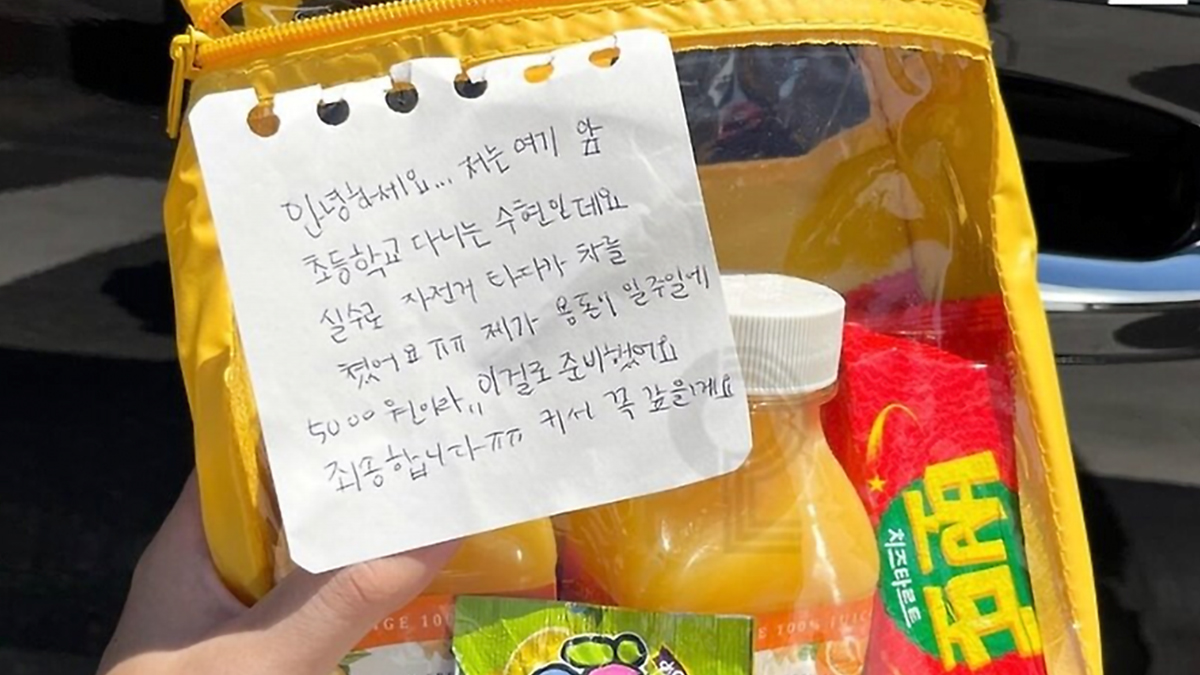 안녕하세요... 저는 여기 앞
초등학교 다니는 수현인데요
실수로 자전거 타다가 차를
쳤어요ㅠㅠ 제가 용돈이 일주일에
5000원이라,, 이걸로 준비했어요
죄송합니다ㅠㅠ 커서 꼭 갚을게요
치즈타르트
100% JUICE